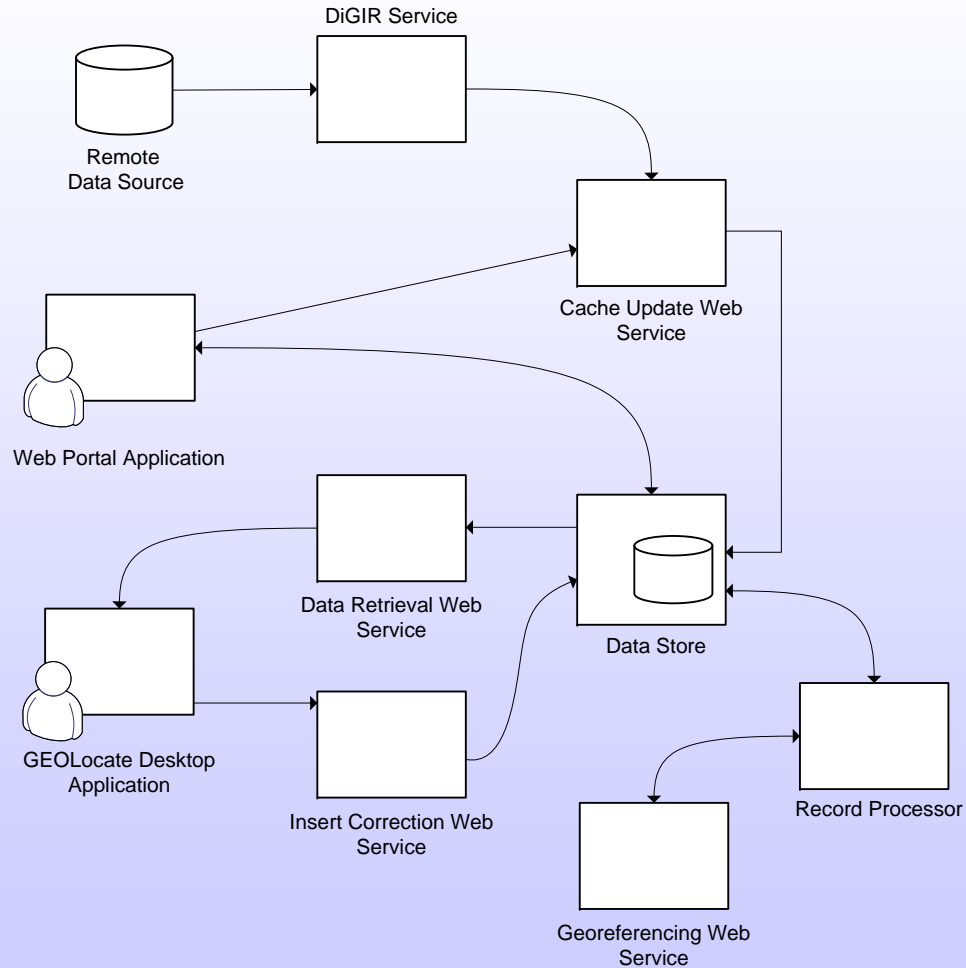 DiGIR Service
Remote
Data Source
Cache Update Web
Service
Web Portal Application
Data Retrieval Web
Service
Data Store
GEOLocate Desktop
Application
Insert Correction Web
Service
Record Processor
Georeferencing Web
Service